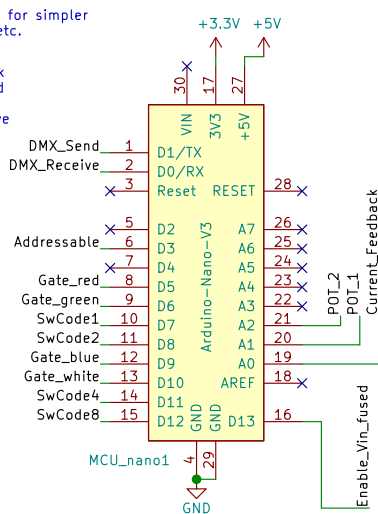 for simpler
etc.
+3.3V
+5V
30
17
27
VIN
3V3
+5V
DMX_Send
1
D1/TX
DMX_Receive
2
D0/RX
3
Reset
RESET
28
5
D2
A7
26
Addressable
6
D3
A6
25
7
D4
A5
24
Gate_red
8
D5
A4
23
Gate_green
9
D6
A3
22
SwCode1
10
D7
A2
21
POT_2
SwCode2
11
D8
A1
20
POT_1
Gate_blue
12
D9
A0
19
Current_Feedback
Gate_white
13
D10
AREF
18
SwCode4
14
D11
SwCode8
15
D12
D13
16
Enable_Vin_fused
Arduino-Nano-V3
GND
GND
MCU_nano1
4
29
GND